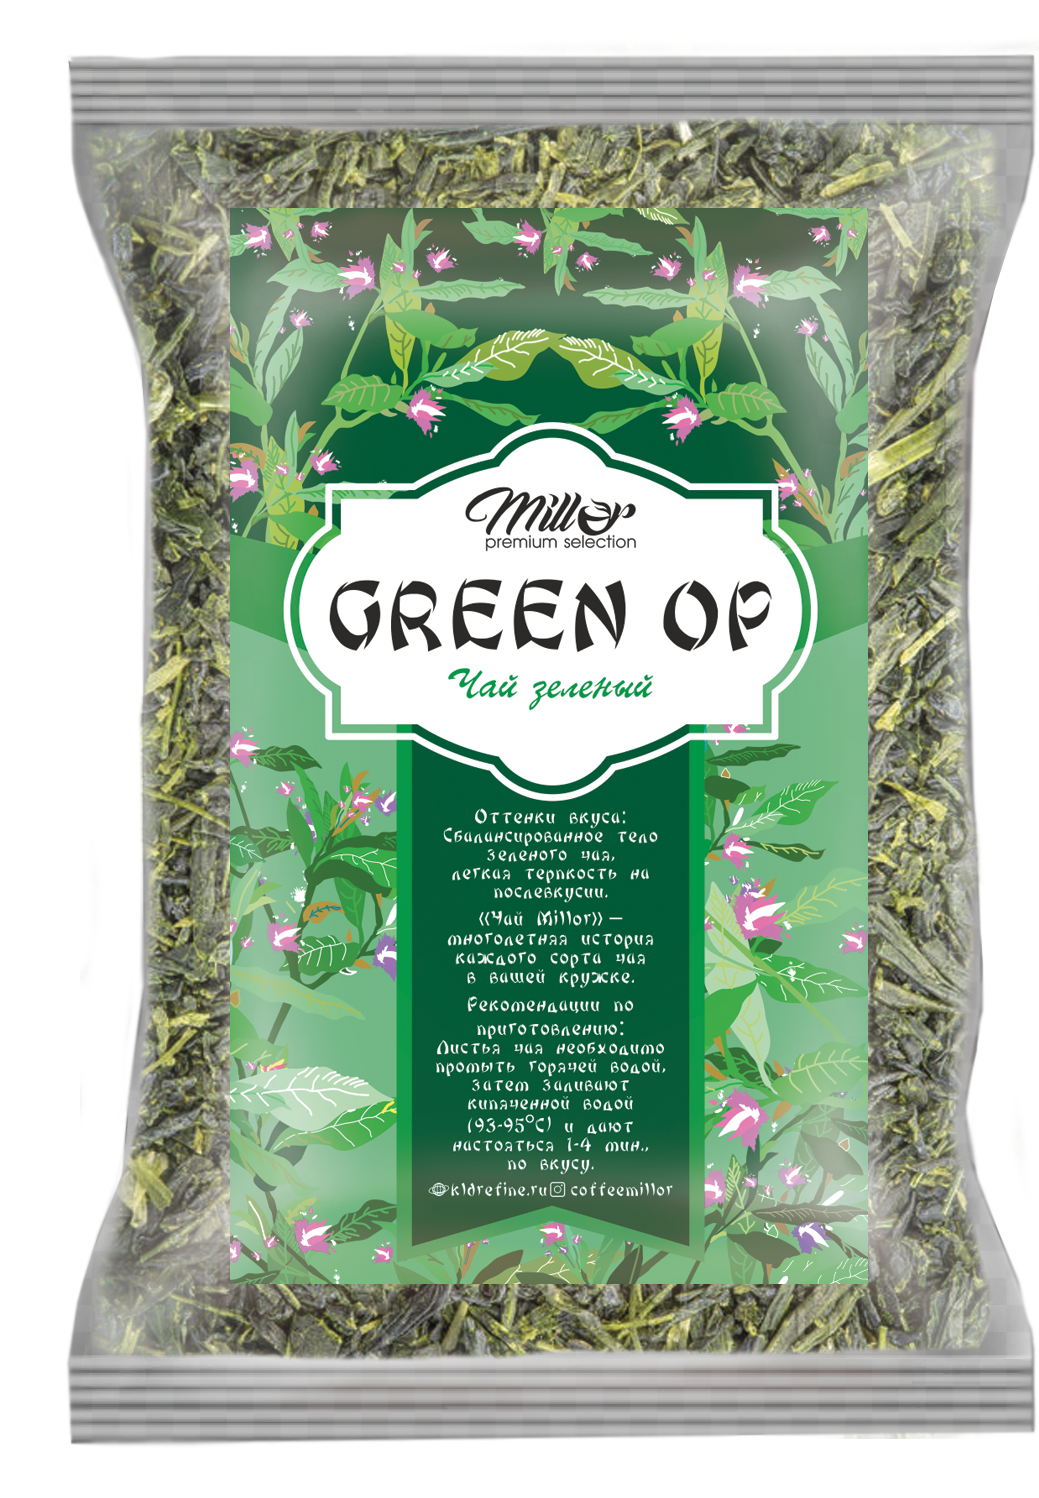 Millor
premium selection
GREEN OP
Чай зеленый
Оттенки вкуса:
Сбалансированное тело
зеленого чая,
легкая терпкость на
послевкусии.
«Чай Millor» –
многолетняя история
каждого сорта чая
в вашей кружке.
Рекомендации по
приготовлению:
Листья чая необходимо
промыть горячей водой,
затем заливают
кипяченной водой
(93-95°С) и дают
настояться 1-4 мин.,
по вкусу.
kldrefine.ru coffeemillor